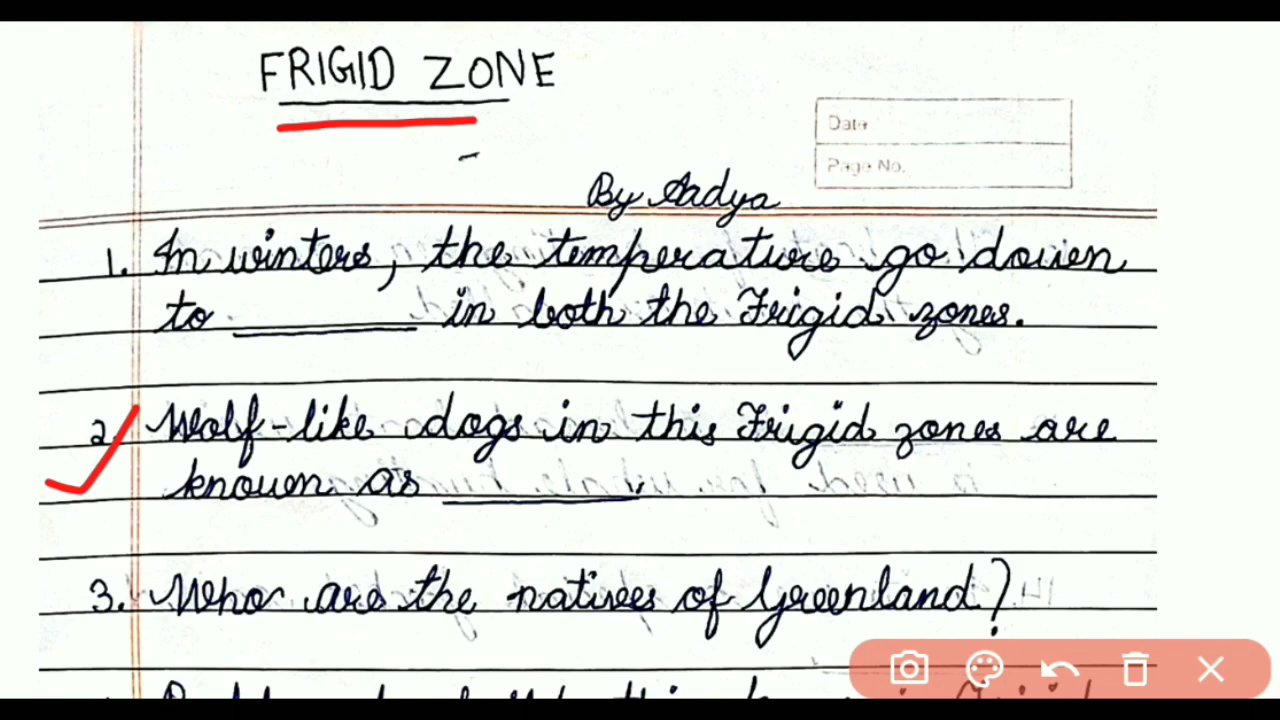 FRIGID ZONE
Date
Page No.
By Aadya
1. In winters, the temperature go down
to ________ in both the Frigid zones.
2. Wolf-like dogs in this Frigid zones are
known as ________.
3. Who are the natives of Greenland?